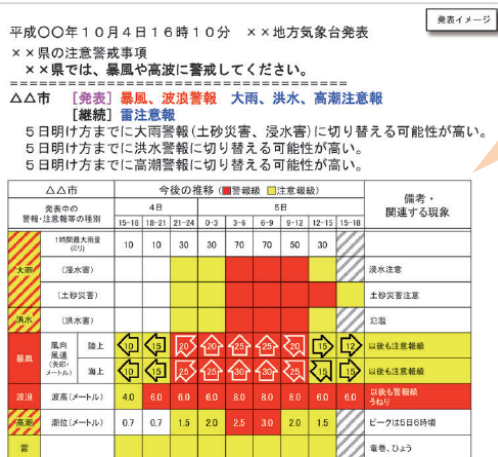 発表イメージ
平成〇〇年10月4日16時10分　××地方気象台発表
××県の注意警戒事項
××県では、暴風や高波に警戒してください。
=====================================
△△市　[発表] 暴風、波浪警報　大雨、洪水、高潮注意報
[継続] 雷注意報
5日明け方までに大雨警報(土砂災害、浸水害)に切り替える可能性が高い。
5日明け方までに洪水警報に切り替える可能性が高い。
5日明け方までに高潮警報に切り替える可能性が高い。
△△市　今後の推移(■警報級　□注意報級)　備考・関連する現象
発表中の警報・注意報等の種別　4日　5日
15-18　18-21　21-24　0-3　3-6　6-9　9-12　12-15　15-18
大雨　1時間最大雨量(ミリ)　10　10　30　30　70　70　50　30
(浸水害)　浸水注意
(土砂災害)　土砂災害注意
洪水　(洪水害)　氾濫
暴風　風向風速(矢印・メートル)　陸上　10　15　20　20　25　25　20　15　12　以後も注意報級
海上　10　15　25　25　30　30　25　15　15　以後も注意報級
波浪　波高(メートル)　4.0　6.0　6.0　6.0　8.0　8.0　8.0　6.0　6.0　以後も警報級　うねり
高潮　潮位(メートル)　0.7　0.7　1.5　2.0　2.5　3.0　2.0　1.5　ピークは5日6時頃
雷　竜巻、ひょう